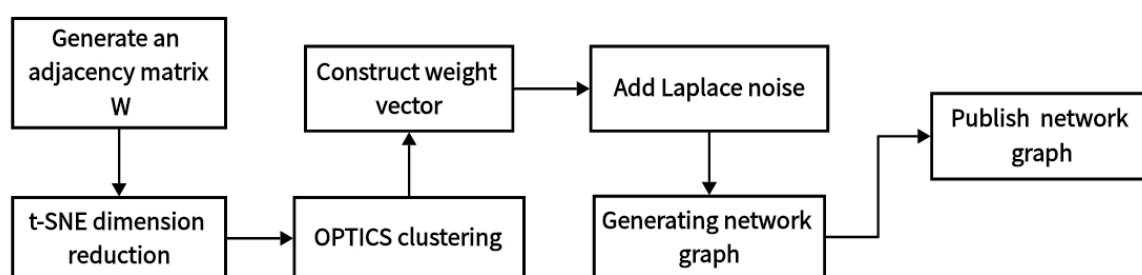 Generate an
adjacency matrix
W
t-SNE dimension
reduction
OPTICS clustering
Construct weight
vector
Add Laplace noise
Generating network
graph
Publish network
graph